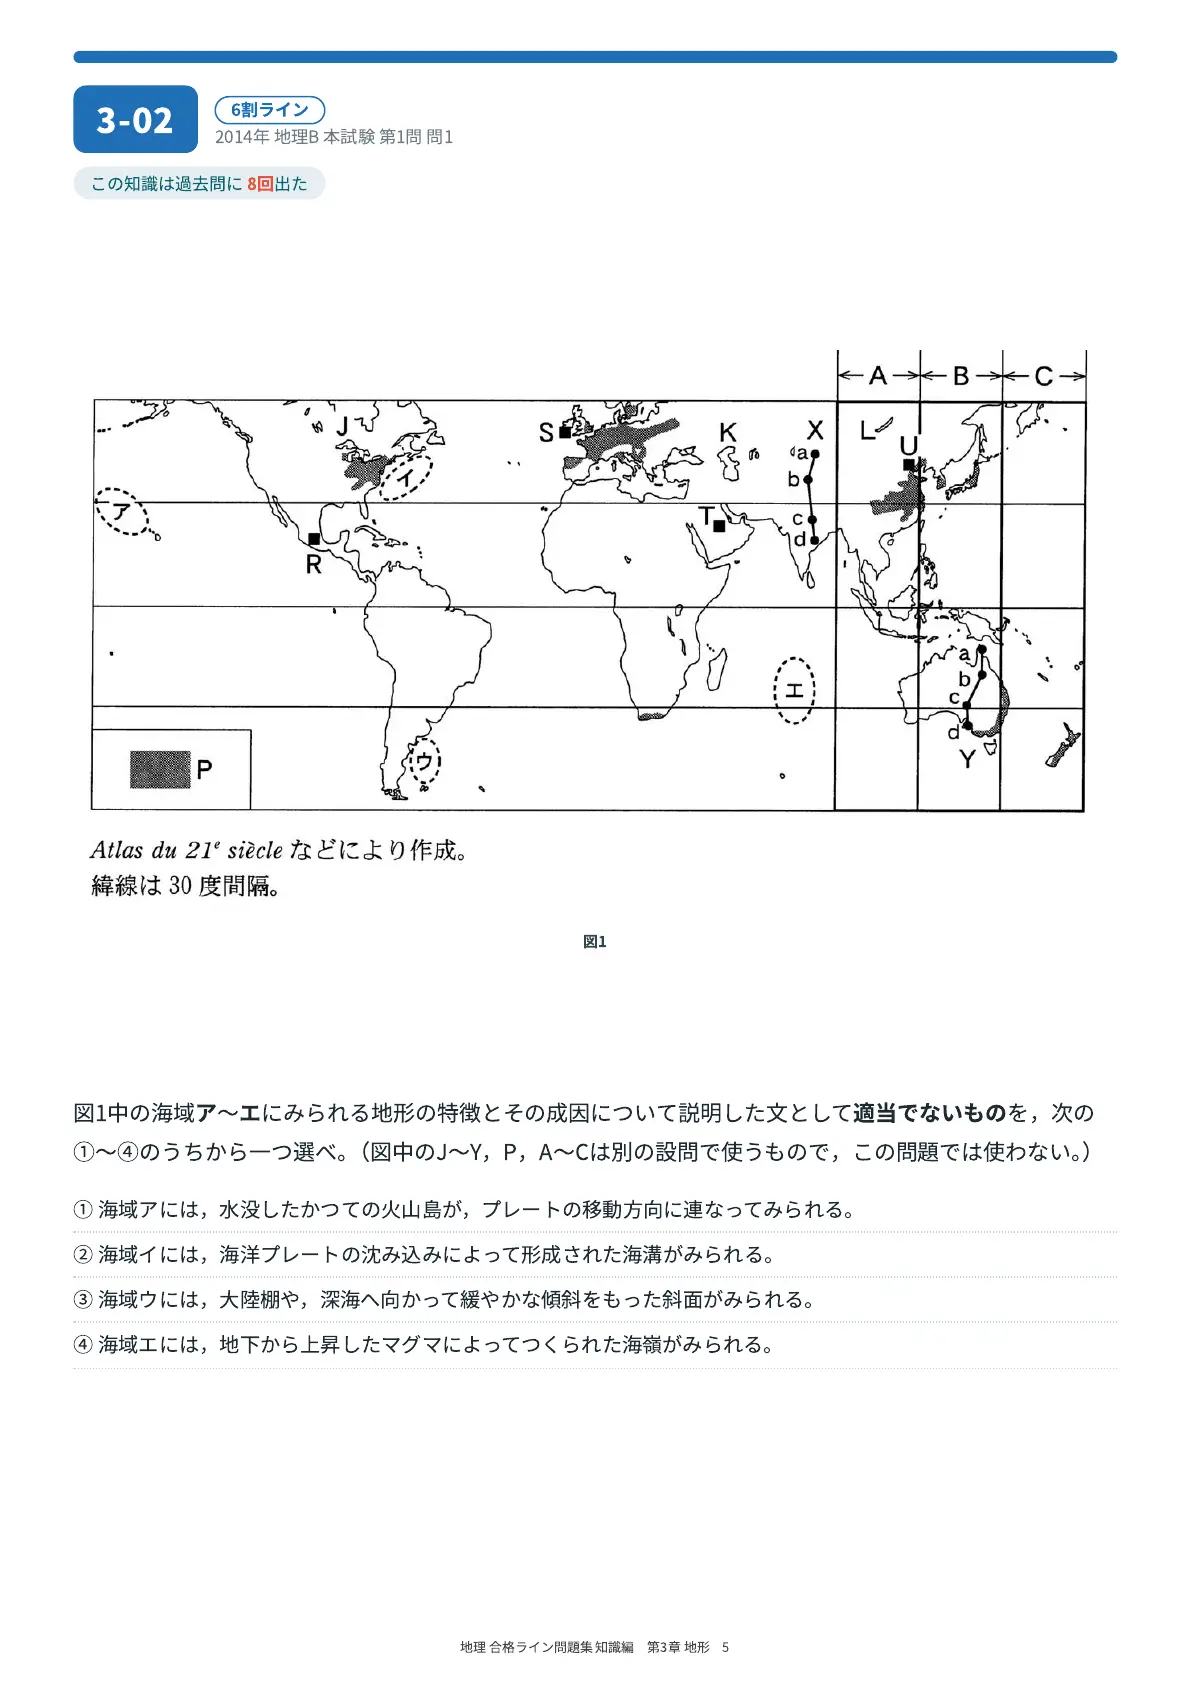 3-02
6割ライン
2014年 地理B 本試験 第1問 問1
この知識は過去問に 8回出た
A B C
J S K X L U
a
b
c
d
イ
ア
T
R
a
b
c
d
エ
ウ
Y
P
Atlas du 21e siècle などにより作成。
緯線は 30 度間隔。
図1
図1中の海域ア～エにみられる地形の特徴とその成因について説明した文として適当でないものを，次の
①～④のうちから一つ選べ。（図中のJ～Y，P，A～Cは別の設問で使うもので，この問題では使わない。）
① 海域アには，水没したかつての火山島が，プレートの移動方向に連なってみられる。
② 海域イには，海洋プレートの沈み込みによって形成された海溝がみられる。
③ 海域ウには，大陸棚や，深海へ向かって緩やかな傾斜をもった斜面がみられる。
④ 海域エには，地下から上昇したマグマによってつくられた海嶺がみられる。
地理 合格ライン問題集 知識編　第3章 地形　5